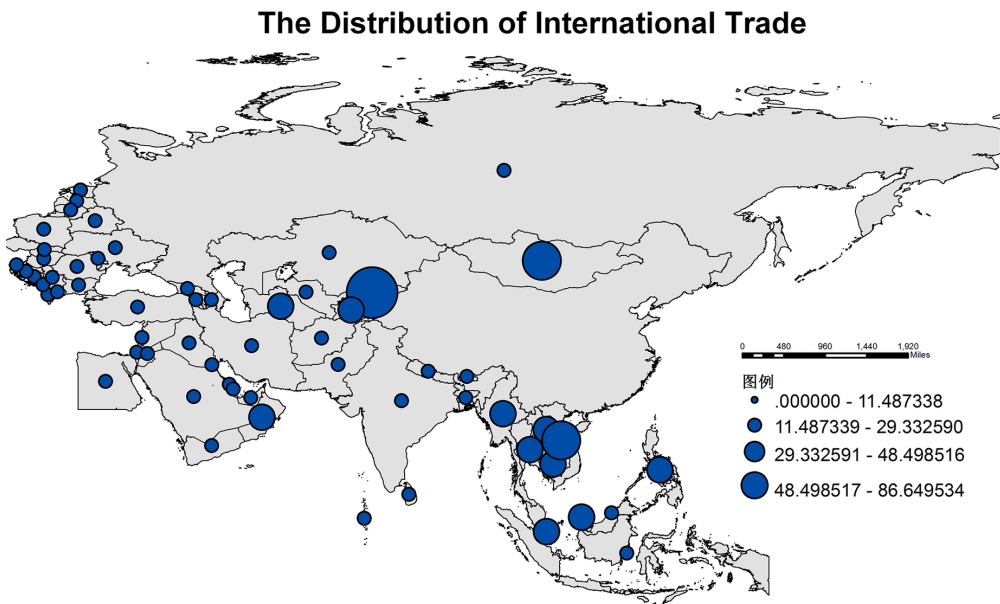 The Distribution of International Trade
0 480 960 1,440 1,920
Miles
图例
.000000 - 11.487338
11.487339 - 29.332590
29.332591 - 48.498516
48.498517 - 86.649534